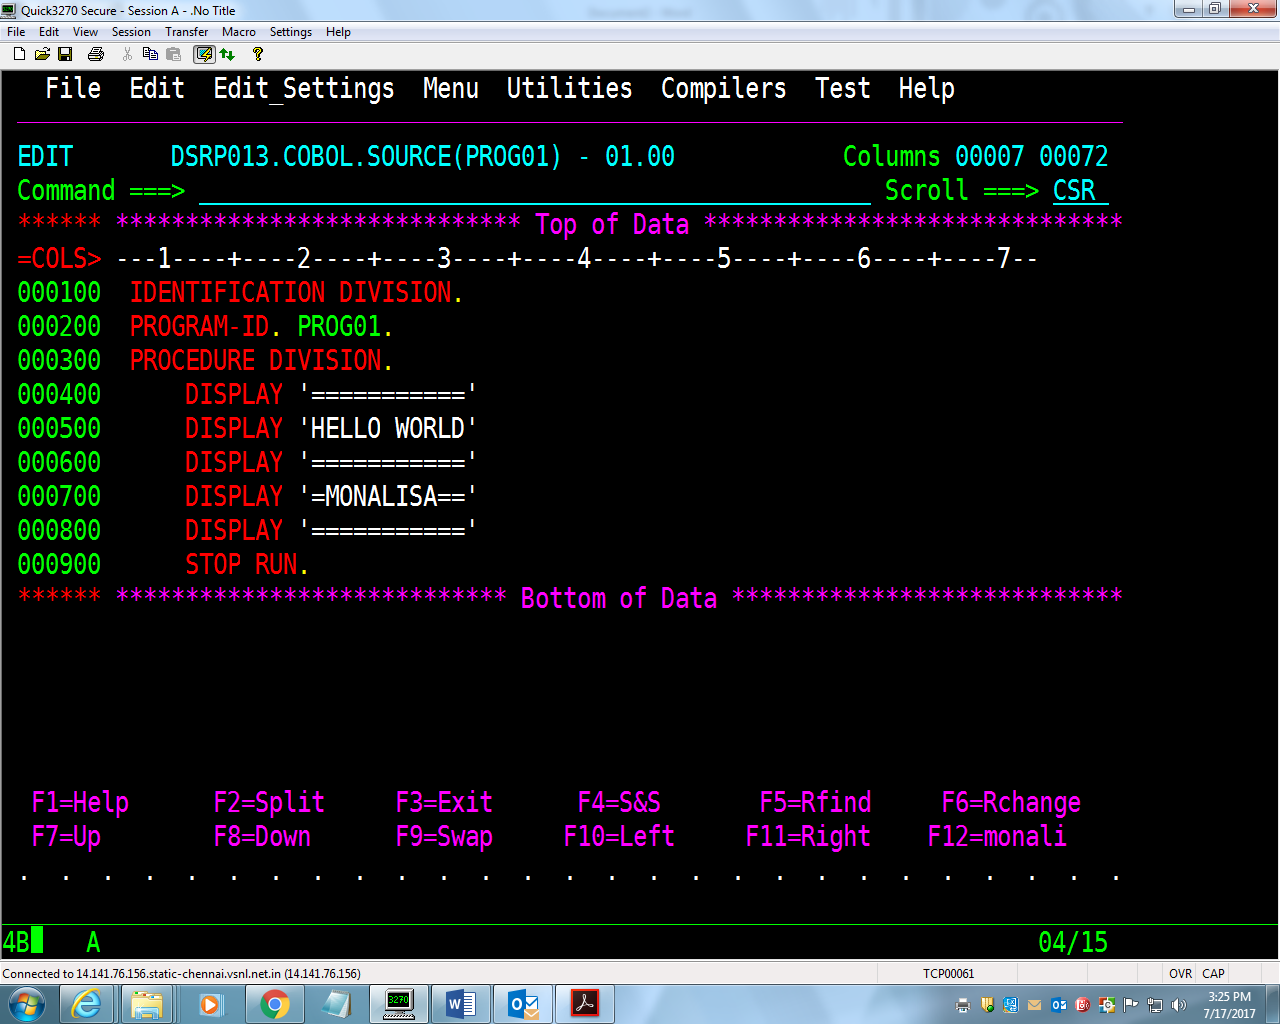 Quick3270 Secure - Session A - .No Title
File Edit View Session Transfer Macro Settings Help
File Edit Edit_Settings Menu Utilities Compilers Test Help
EDIT DSRP013.COBOL.SOURCE(PROG01) - 01.00 Columns 00007 00072
Command ===> Scroll ===> CSR
****** ***************************** Top of Data ******************************
=COLS> ---1----+----2----+----3----+----4----+----5----+----6----+----7--
000100 IDENTIFICATION DIVISION.
000200 PROGRAM-ID. PROG01.
000300 PROCEDURE DIVISION.
000400 DISPLAY '==========='
000500 DISPLAY 'HELLO WORLD'
000600 DISPLAY '==========='
000700 DISPLAY '=MONALISA=='
000800 DISPLAY '==========='
000900 STOP RUN.
****** **************************** Bottom of Data ****************************
F1=Help F2=Split F3=Exit F4=S&S F5=Rfind F6=Rchange
F7=Up F8=Down F9=Swap F10=Left F11=Right F12=monali
. . . . . . . . . . . . . . . . . . . . . . . . . . .
4B A 04/15
Connected to 14.141.76.156.static-chennai.vsnl.net.in (14.141.76.156) TCP00061 OVR CAP
3270
3:25 PM
7/17/2017